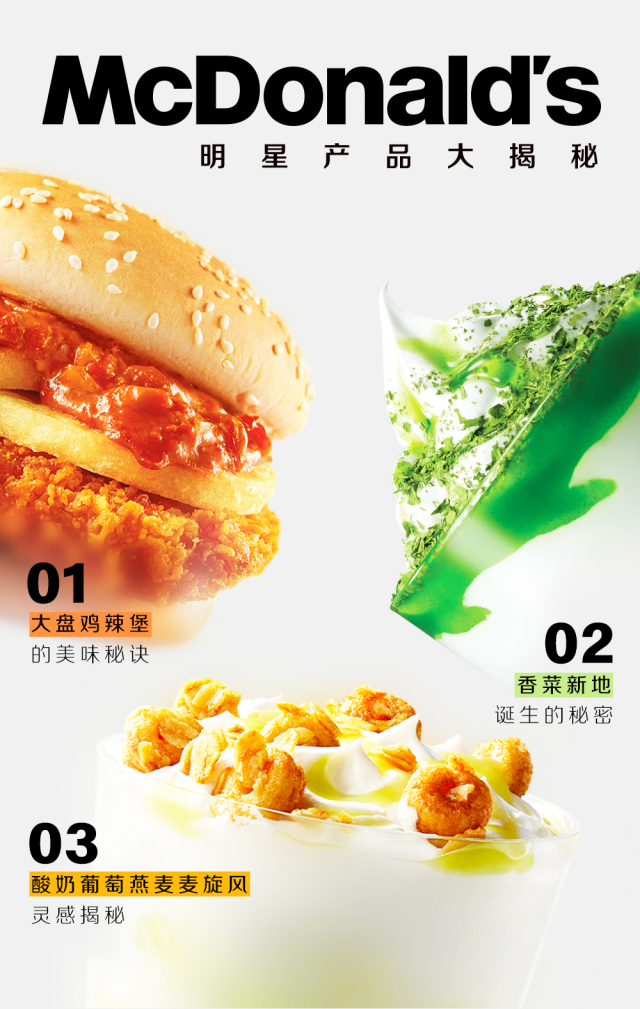 McDonald's
明星产品大揭秘
01
大盘鸡辣堡
的美味秘诀
02
香菜新地
诞生的秘密
03
酸奶葡萄燕麦麦旋风
灵感揭秘